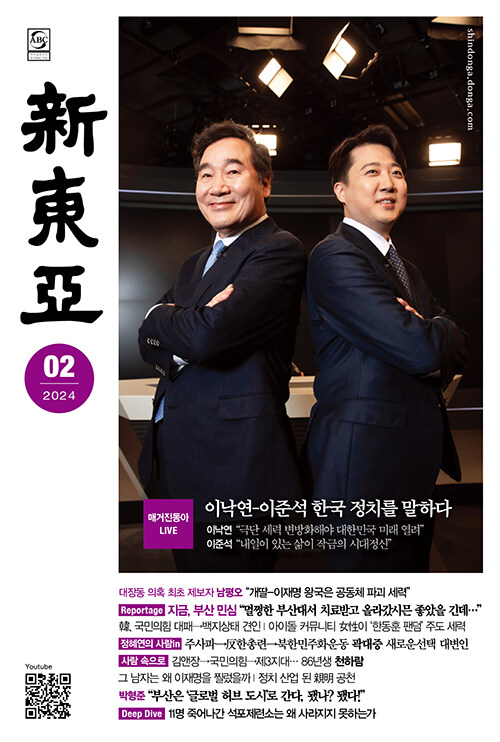 ABC
shindonga.donga.com
新東亞
02
2024
매거진동아
LIVE
이낙연-이준석 한국 정치를 말하다
이낙연 “극단 세력 변방화해야 대한민국 미래 열려”
이준석 “내일이 있는 삶이 작금의 시대정신”
대장동 의혹 최초 제보자 남평오 “개딸-이재명 왕국은 공동체 파괴 세력”
Reportage 지금, 부산 민심 “멀쩡한 부산대서 치료받고 올라갔시믄 좋았을 긴데…”
韓, 국민의힘 대패→백지상태 견인 | 아이돌 커뮤니티 女性이 ‘한동훈 팬덤’ 주도 세력
정혜연의 사람in 주사파→反한총련→북한민주화운동 곽대중 새로운선택 대변인
사람 속으로 김앤장→국민의힘→제3지대… 86년생 천하람
그 남자는 왜 이재명을 찔렀을까 | 정치 산업 된 親明 공천
박형준 “부산은 ‘글로벌 허브 도시’로 간다, 됐나? 됐다!”
Deep Dive 11명 죽어나간 석포제련소는 왜 사라지지 못하는가
Youtube